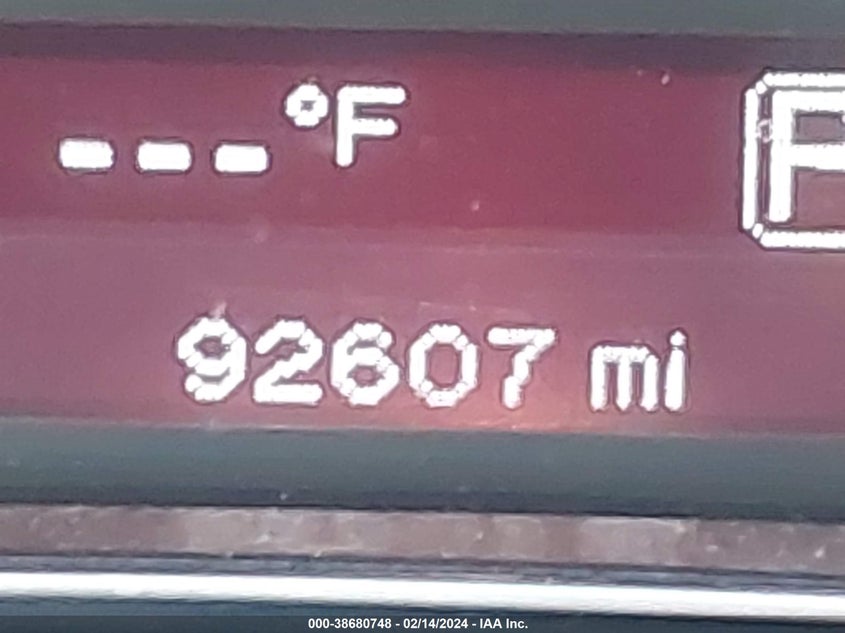 ---°F
P
92607 mi
000-38680748 - 02/14/2024 - IAA Inc.